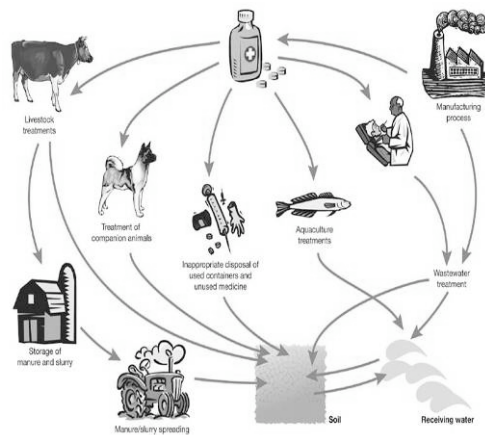 Livestock
treatments
Manufacturing
process
Treatment of
companion animals
Inappropriate disposal of
used containers and
unused medicine
Aquaculture
treatments
Wastewater
treatment
Storage of
manure and slurry
Manure/slurry spreading
Soil
Receiving water